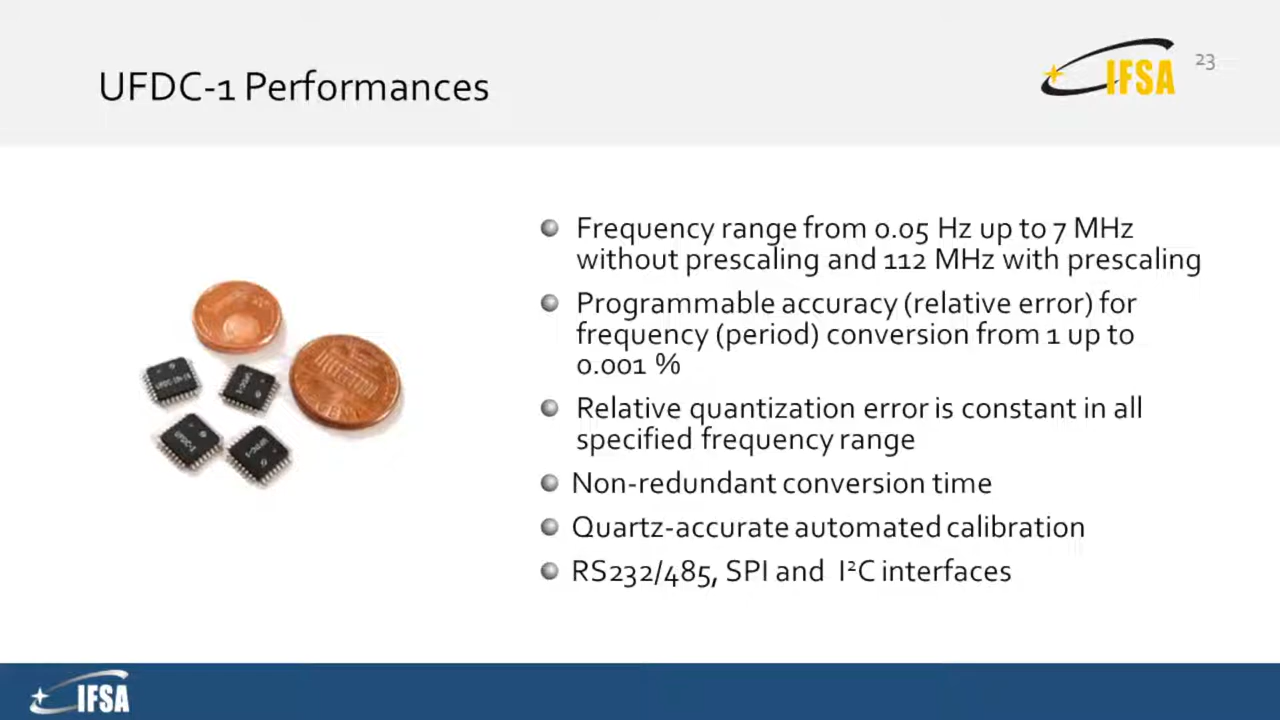 UFDC-1 Performances
IFSA
23
Frequency range from 0.05 Hz up to 7 MHz
without prescaling and 112 MHz with prescaling
Programmable accuracy (relative error) for
frequency (period) conversion from 1 up to
0.001 %
Relative quantization error is constant in all
specified frequency range
Non-redundant conversion time
Quartz-accurate automated calibration
RS232/485, SPI and I²C interfaces
UFDC-1
IFSA